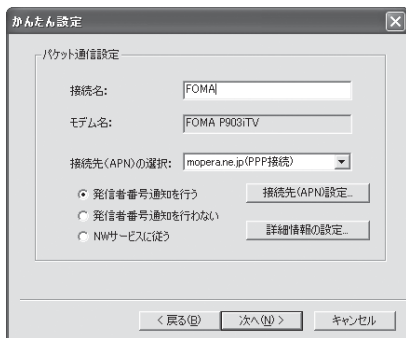 かんたん設定
パケット通信設定
接続名: FOMA
モデム名: FOMA P903iTV
接続先(APN)の選択: mopera.ne.jp(PPP接続)
発信者番号通知を行う 接続先(APN)設定...
発信者番号通知を行わない
NWサービスに従う 詳細情報の設定...
< 戻る(B) 次へ(N) > キャンセル